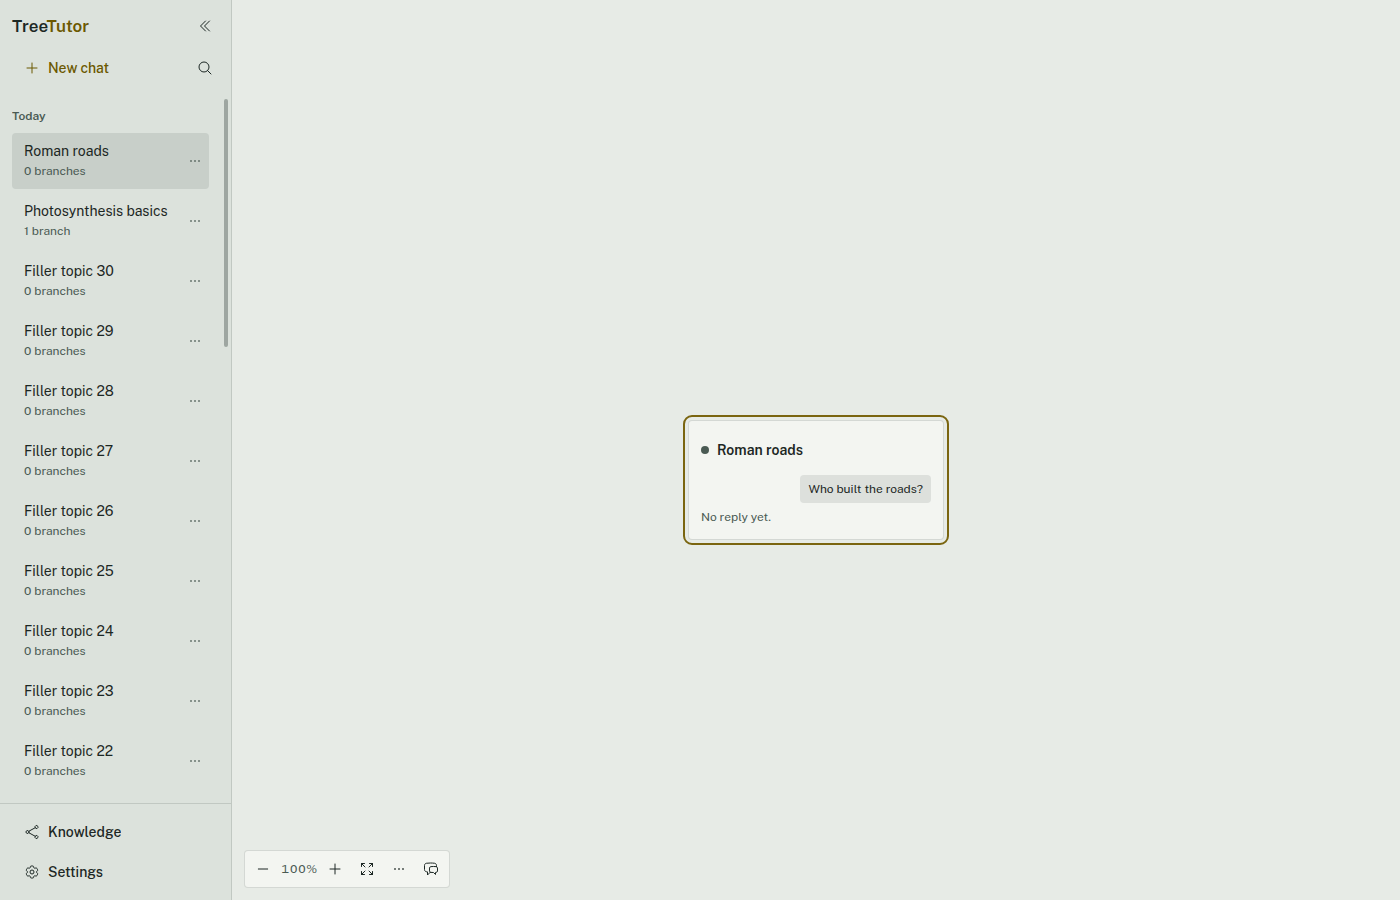 TreeTutor
New chat
Today
Roman roads
0 branches
Photosynthesis basics
1 branch
Filler topic 30
0 branches
Filler topic 29
0 branches
Filler topic 28
0 branches
Filler topic 27
0 branches
Filler topic 26
0 branches
Filler topic 25
0 branches
Filler topic 24
0 branches
Filler topic 23
0 branches
Filler topic 22
0 branches
Knowledge
Settings
Roman roads
Who built the roads?
No reply yet.
100%